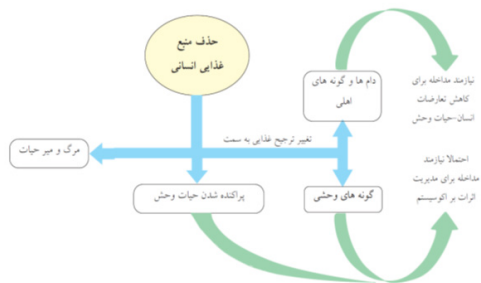 حذف منبع
غذایی انسانی
دام ها و گونه های
اهلی
نیازمند مداخله برای
کاهش تعارضات
انسان-حیات وحش
تغییر ترجیح غذایی به سمت
مرگ و میر حیات
احتمالا نیازمند
مداخله برای مدیریت
اثرات بر اکوسیستم
گونه های وحشی
پراکنده شدن حیات وحش